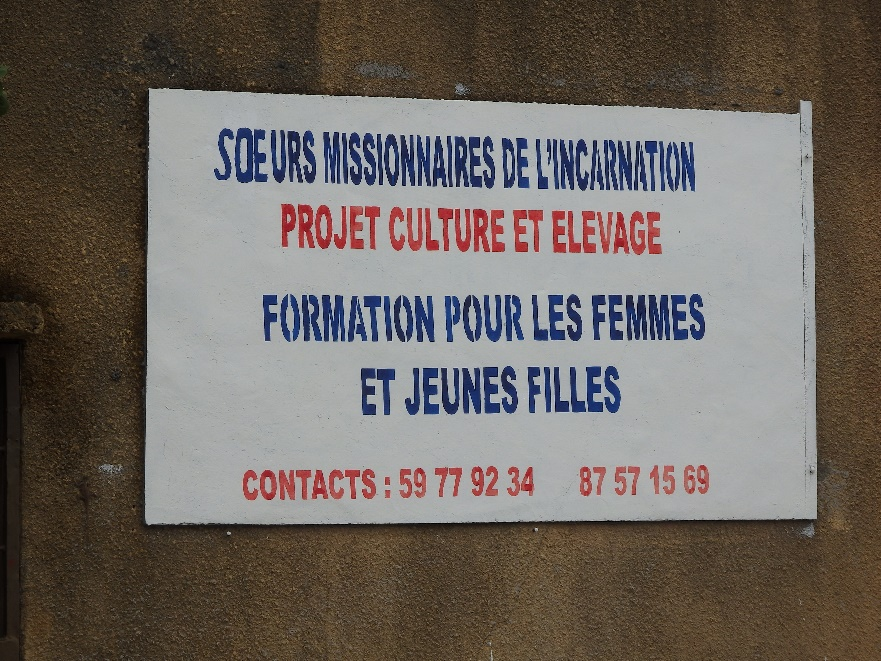 SŒURS MISSIONNAIRES DE L'INCARNATION
PROJET CULTURE ET ELEVAGE
FORMATION POUR LES FEMMES
ET JEUNES FILLES
CONTACTS : 59 77 92 34 87 57 15 69